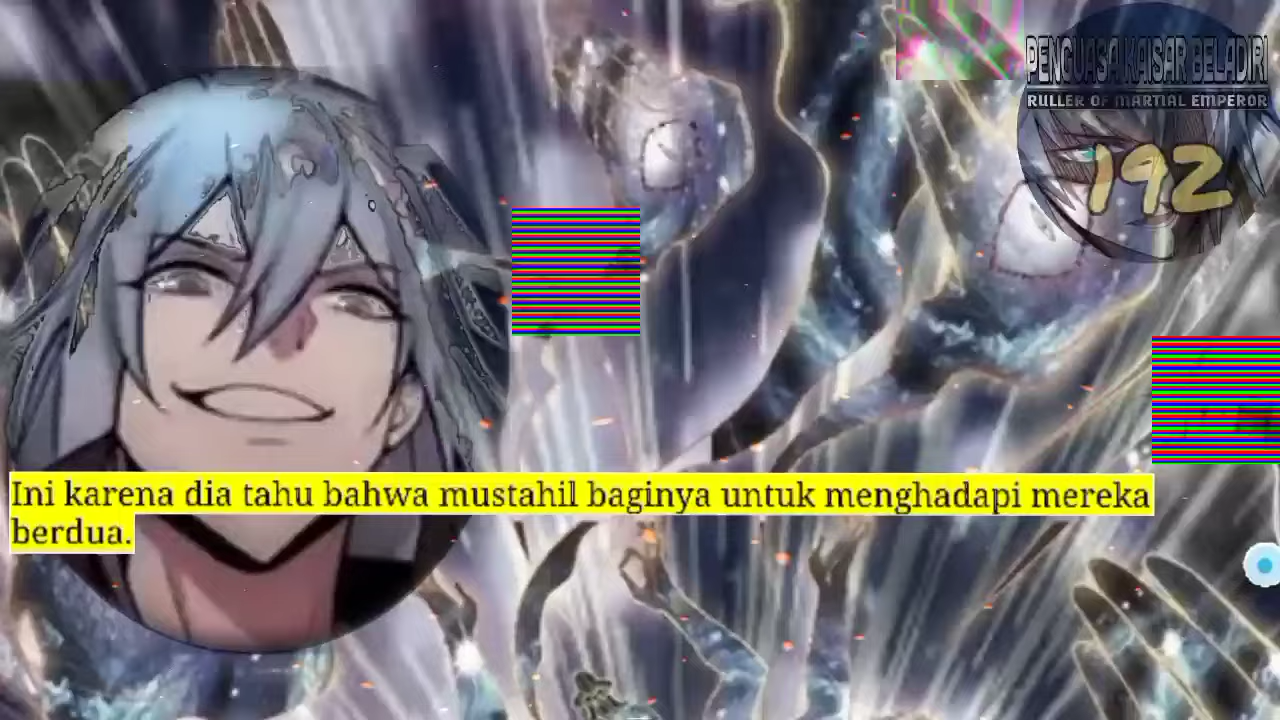 PENGUASA KAISAR BELADIRI
RULLER OF MARTIAL EMPEROR
192
Ini karena dia tahu bahwa mustahil baginya untuk menghadapi mereka
berdua.